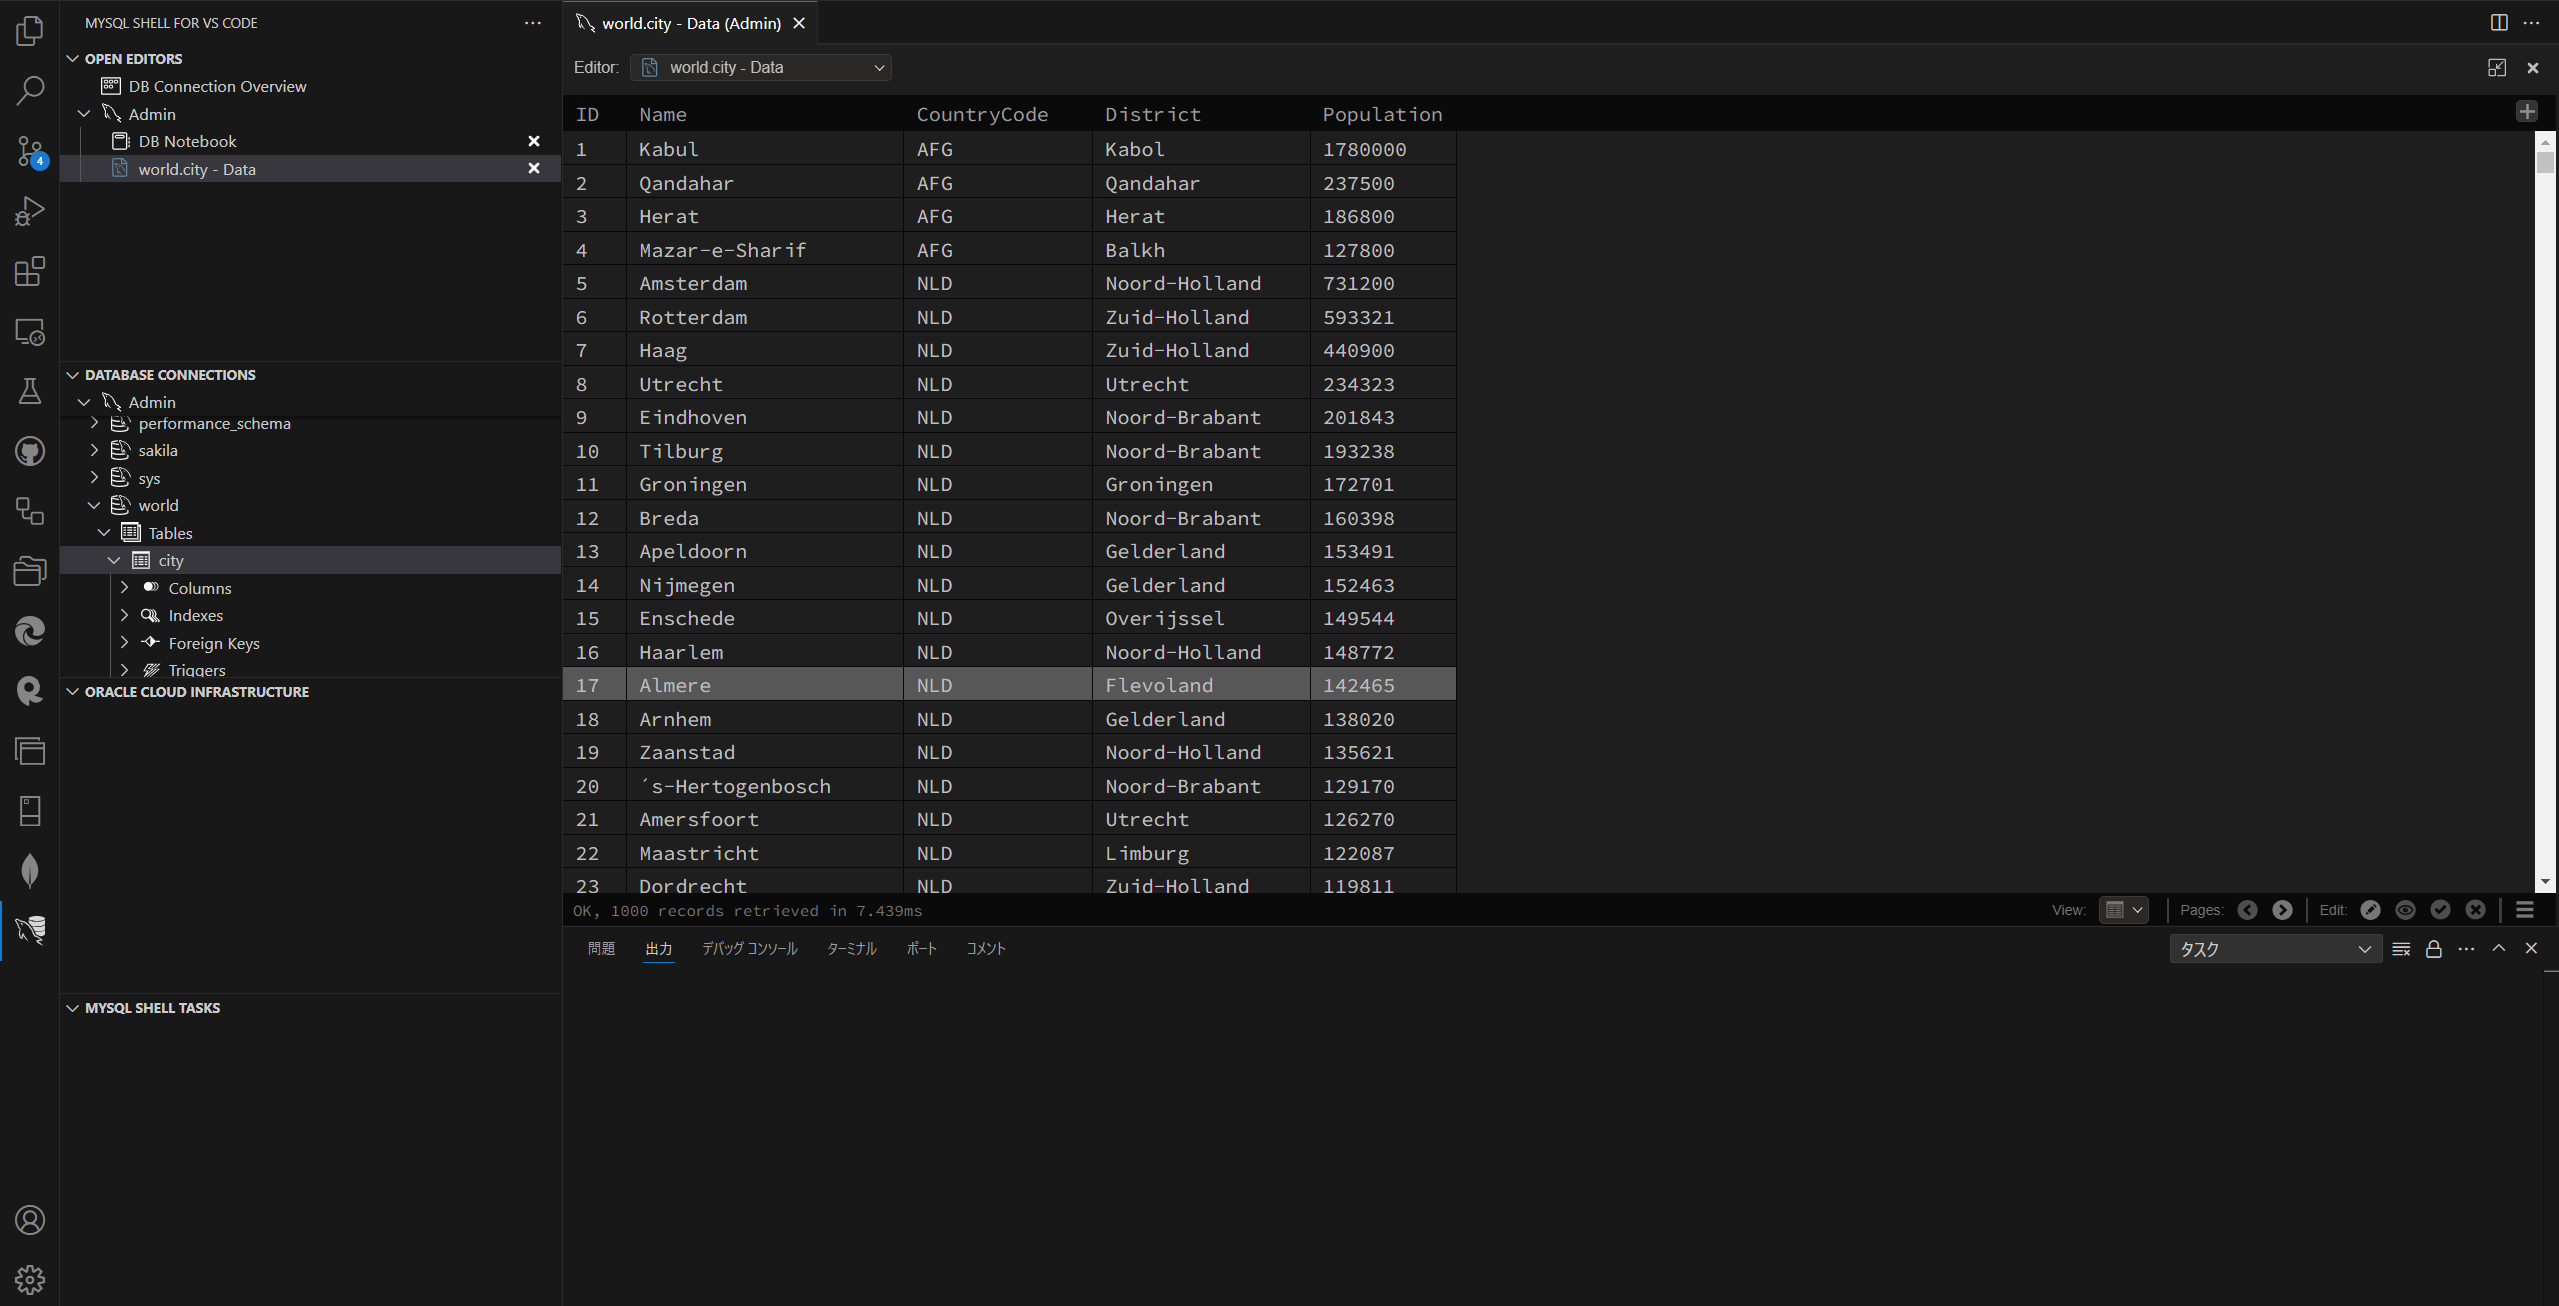 MYSQL SHELL FOR VS CODE
OPEN EDITORS
DB Connection Overview
Admin
DB Notebook
world.city - Data
4
DATABASE CONNECTIONS
Admin
performance_schema
sakila
sys
world
Tables
city
Columns
Indexes
Foreign Keys
Triggers
ORACLE CLOUD INFRASTRUCTURE
MYSQL SHELL TASKS
world.city - Data (Admin)
Editor: world.city - Data
ID Name CountryCode District Population
1 Kabul AFG Kabol 1780000
2 Qandahar AFG Qandahar 237500
3 Herat AFG Herat 186800
4 Mazar-e-Sharif AFG Balkh 127800
5 Amsterdam NLD Noord-Holland 731200
6 Rotterdam NLD Zuid-Holland 593321
7 Haag NLD Zuid-Holland 440900
8 Utrecht NLD Utrecht 234323
9 Eindhoven NLD Noord-Brabant 201843
10 Tilburg NLD Noord-Brabant 193238
11 Groningen NLD Groningen 172701
12 Breda NLD Noord-Brabant 160398
13 Apeldoorn NLD Gelderland 153491
14 Nijmegen NLD Gelderland 152463
15 Enschede NLD Overijssel 149544
16 Haarlem NLD Noord-Holland 148772
17 Almere NLD Flevoland 142465
18 Arnhem NLD Gelderland 138020
19 Zaanstad NLD Noord-Holland 135621
20 ´s-Hertogenbosch NLD Noord-Brabant 129170
21 Amersfoort NLD Utrecht 126270
22 Maastricht NLD Limburg 122087
23 Dordrecht NLD Zuid-Holland 119811
OK, 1000 records retrieved in 7.439ms
View: Pages: Edit:
問題 出力 デバッグ コンソール ターミナル ポート コメント
タスク